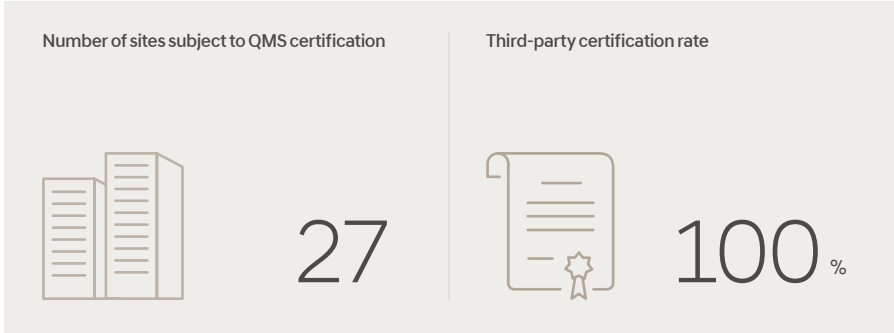 Number of sites subject to QMS certification
27
Third-party certification rate
100 %